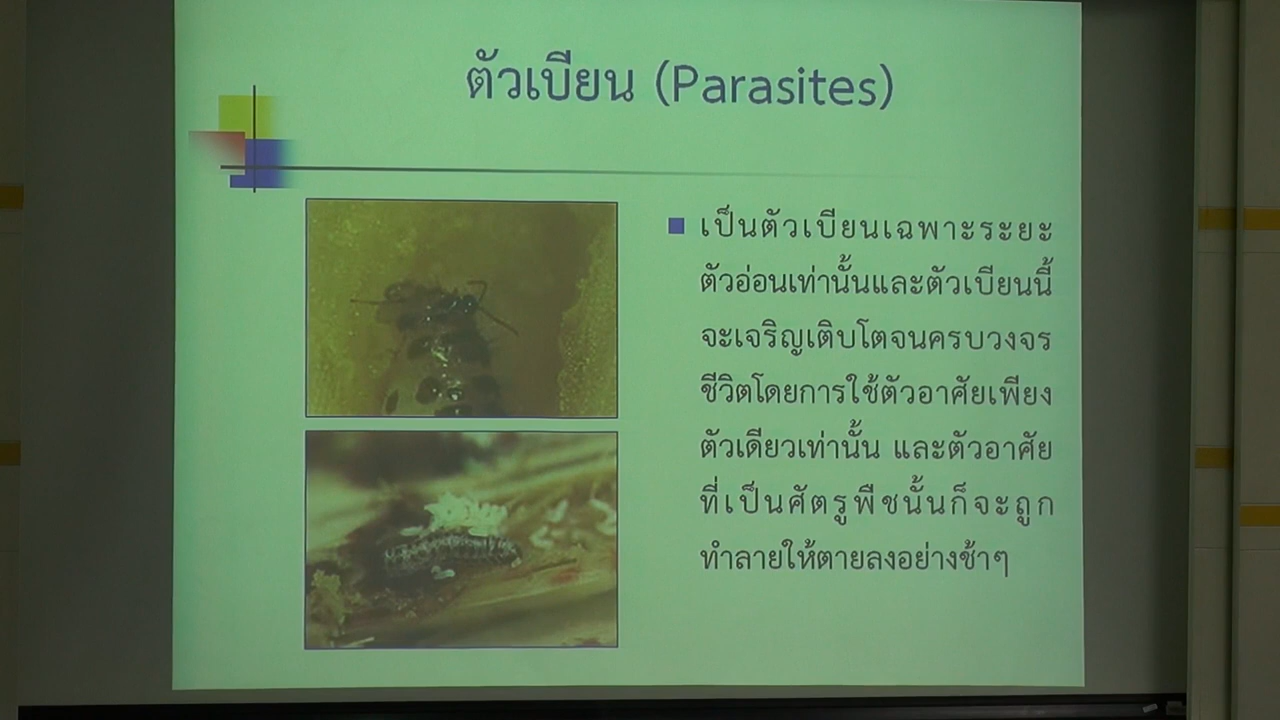 ตัวเบียน (Parasites)
เป็นตัวเบียนเฉพาะระยะ
ตัวอ่อนเท่านั้นและตัวเบียนนี้
จะเจริญเติบโตจนครบวงจร
ชีวิตโดยการใช้ตัวอาศัยเพียง
ตัวเดียวเท่านั้น และตัวอาศัย
ที่เป็นศัตรูพืชนั้นก็จะถูก
ทำลายให้ตายลงอย่างช้าๆ